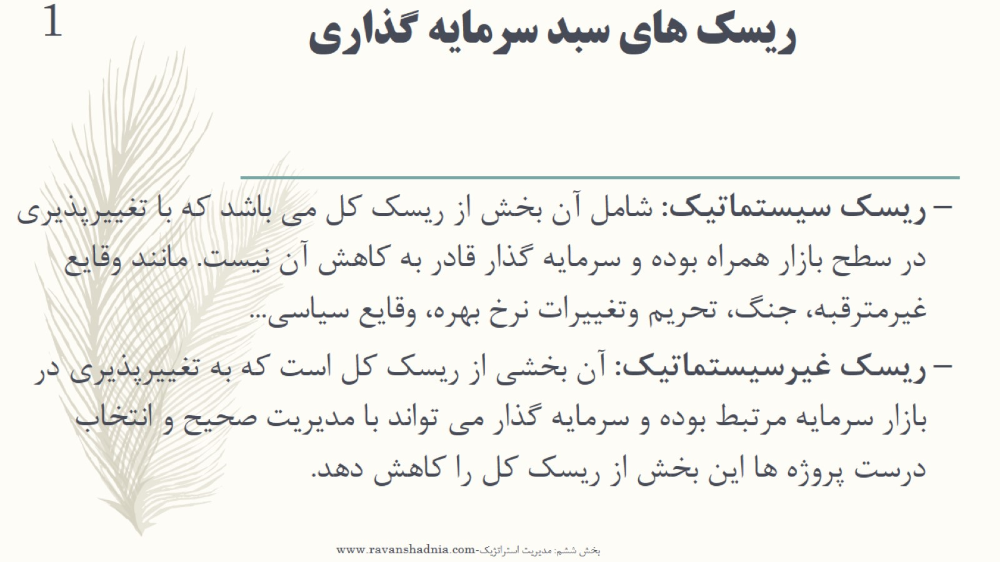 1
ریسک های سبد سرمایه گذاری
– ریسک سیستماتیک: شامل آن بخش از ریسک کل می باشد که با تغییرپذیری
در سطح بازار همراه بوده و سرمایه گذار قادر به کاهش آن نیست. مانند وقایع
غیرمترقبه، جنگ، تحریم وتغییرات نرخ بهره، وقایع سیاسی...
– ریسک غیرسیستماتیک: آن بخشی از ریسک کل است که به تغییرپذیری در
بازار سرمایه مرتبط بوده و سرمایه گذار می تواند با مدیریت صحیح و انتخاب
درست پروژه ها این بخش از ریسک کل را کاهش دهد.
بخش ششم: مدیریت استراتژیک-www.ravanshadnia.com